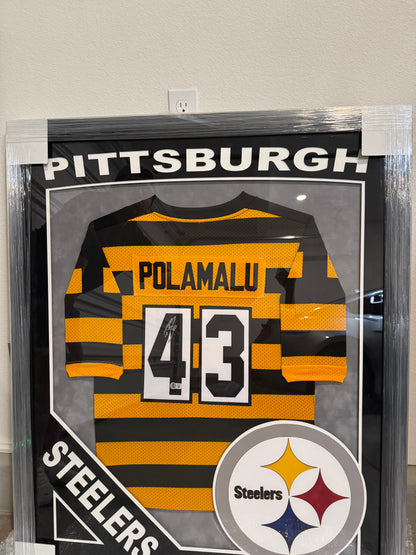 PITTSBURGH
POLAMALU
43
STEELERS
Steelers